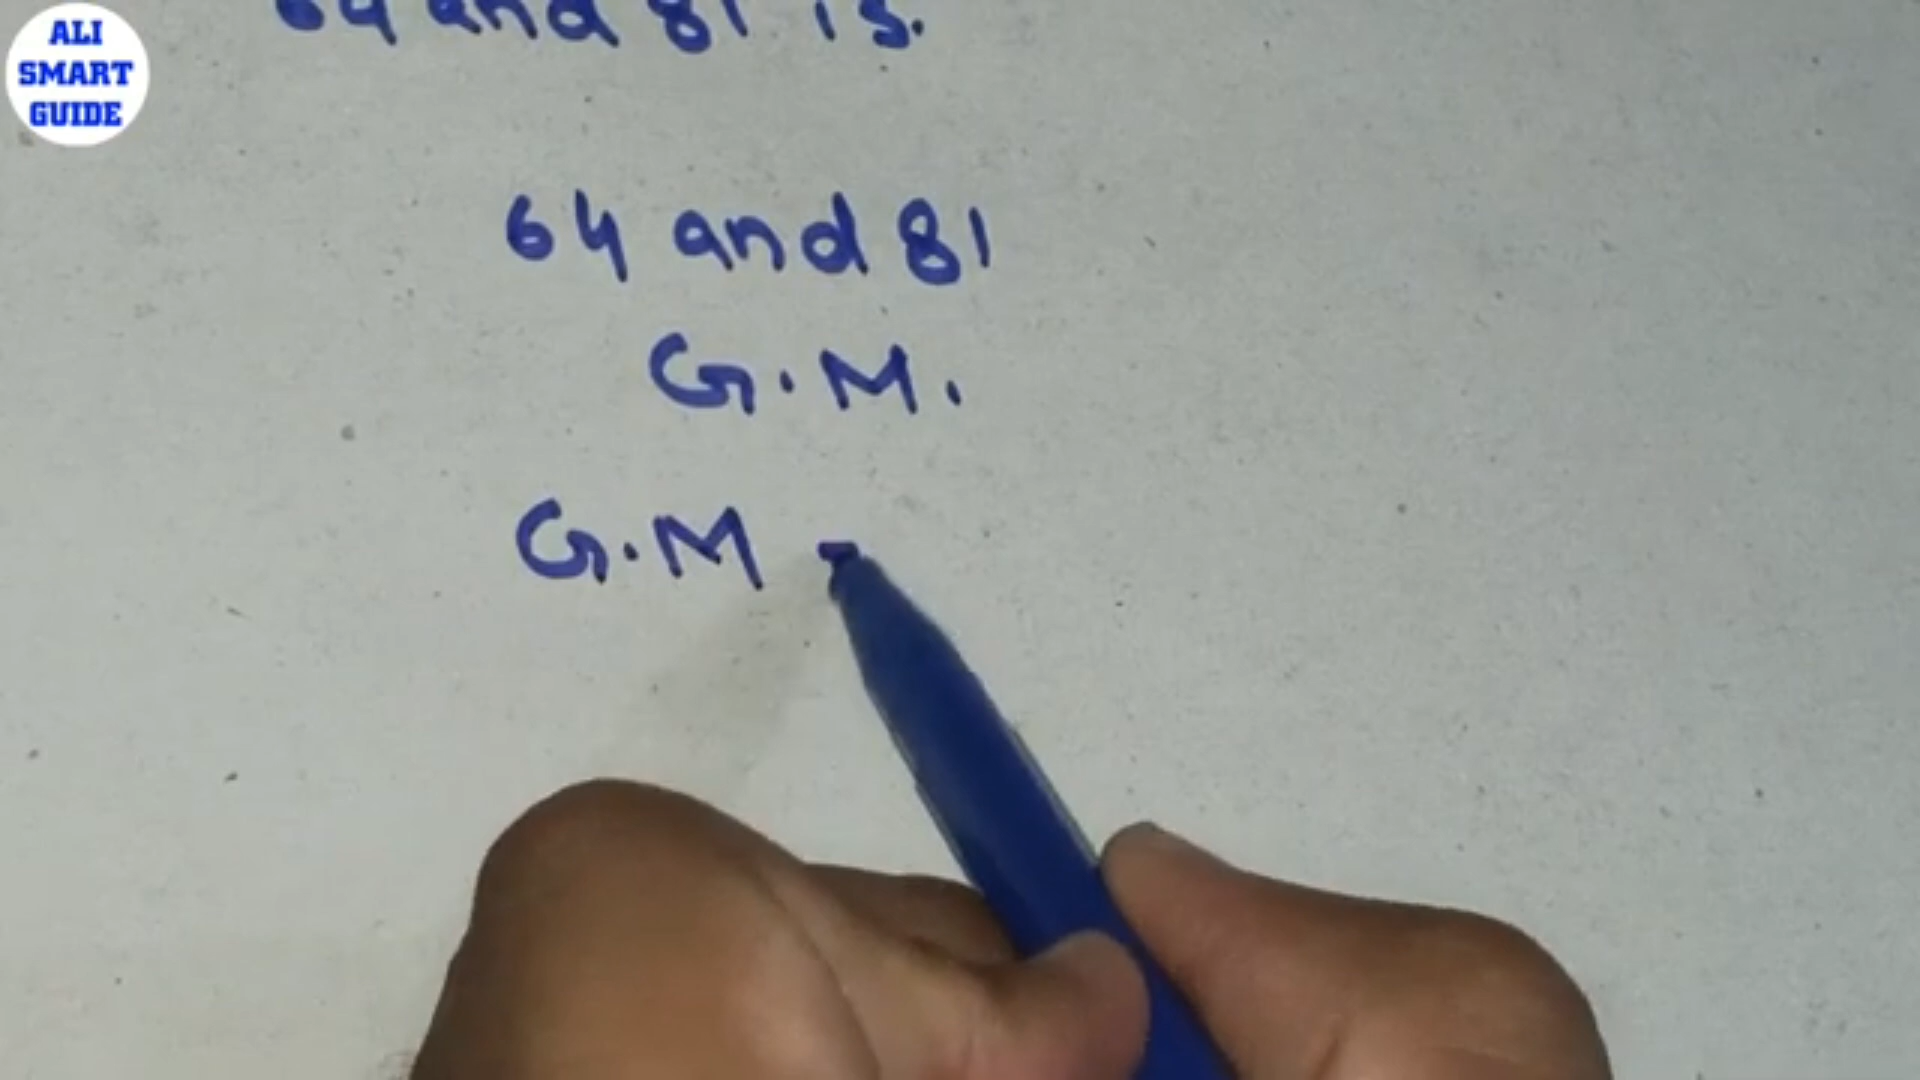 ALI
SMART
GUIDE
64 and 81 is.
64 and 81
G.M.
G.M